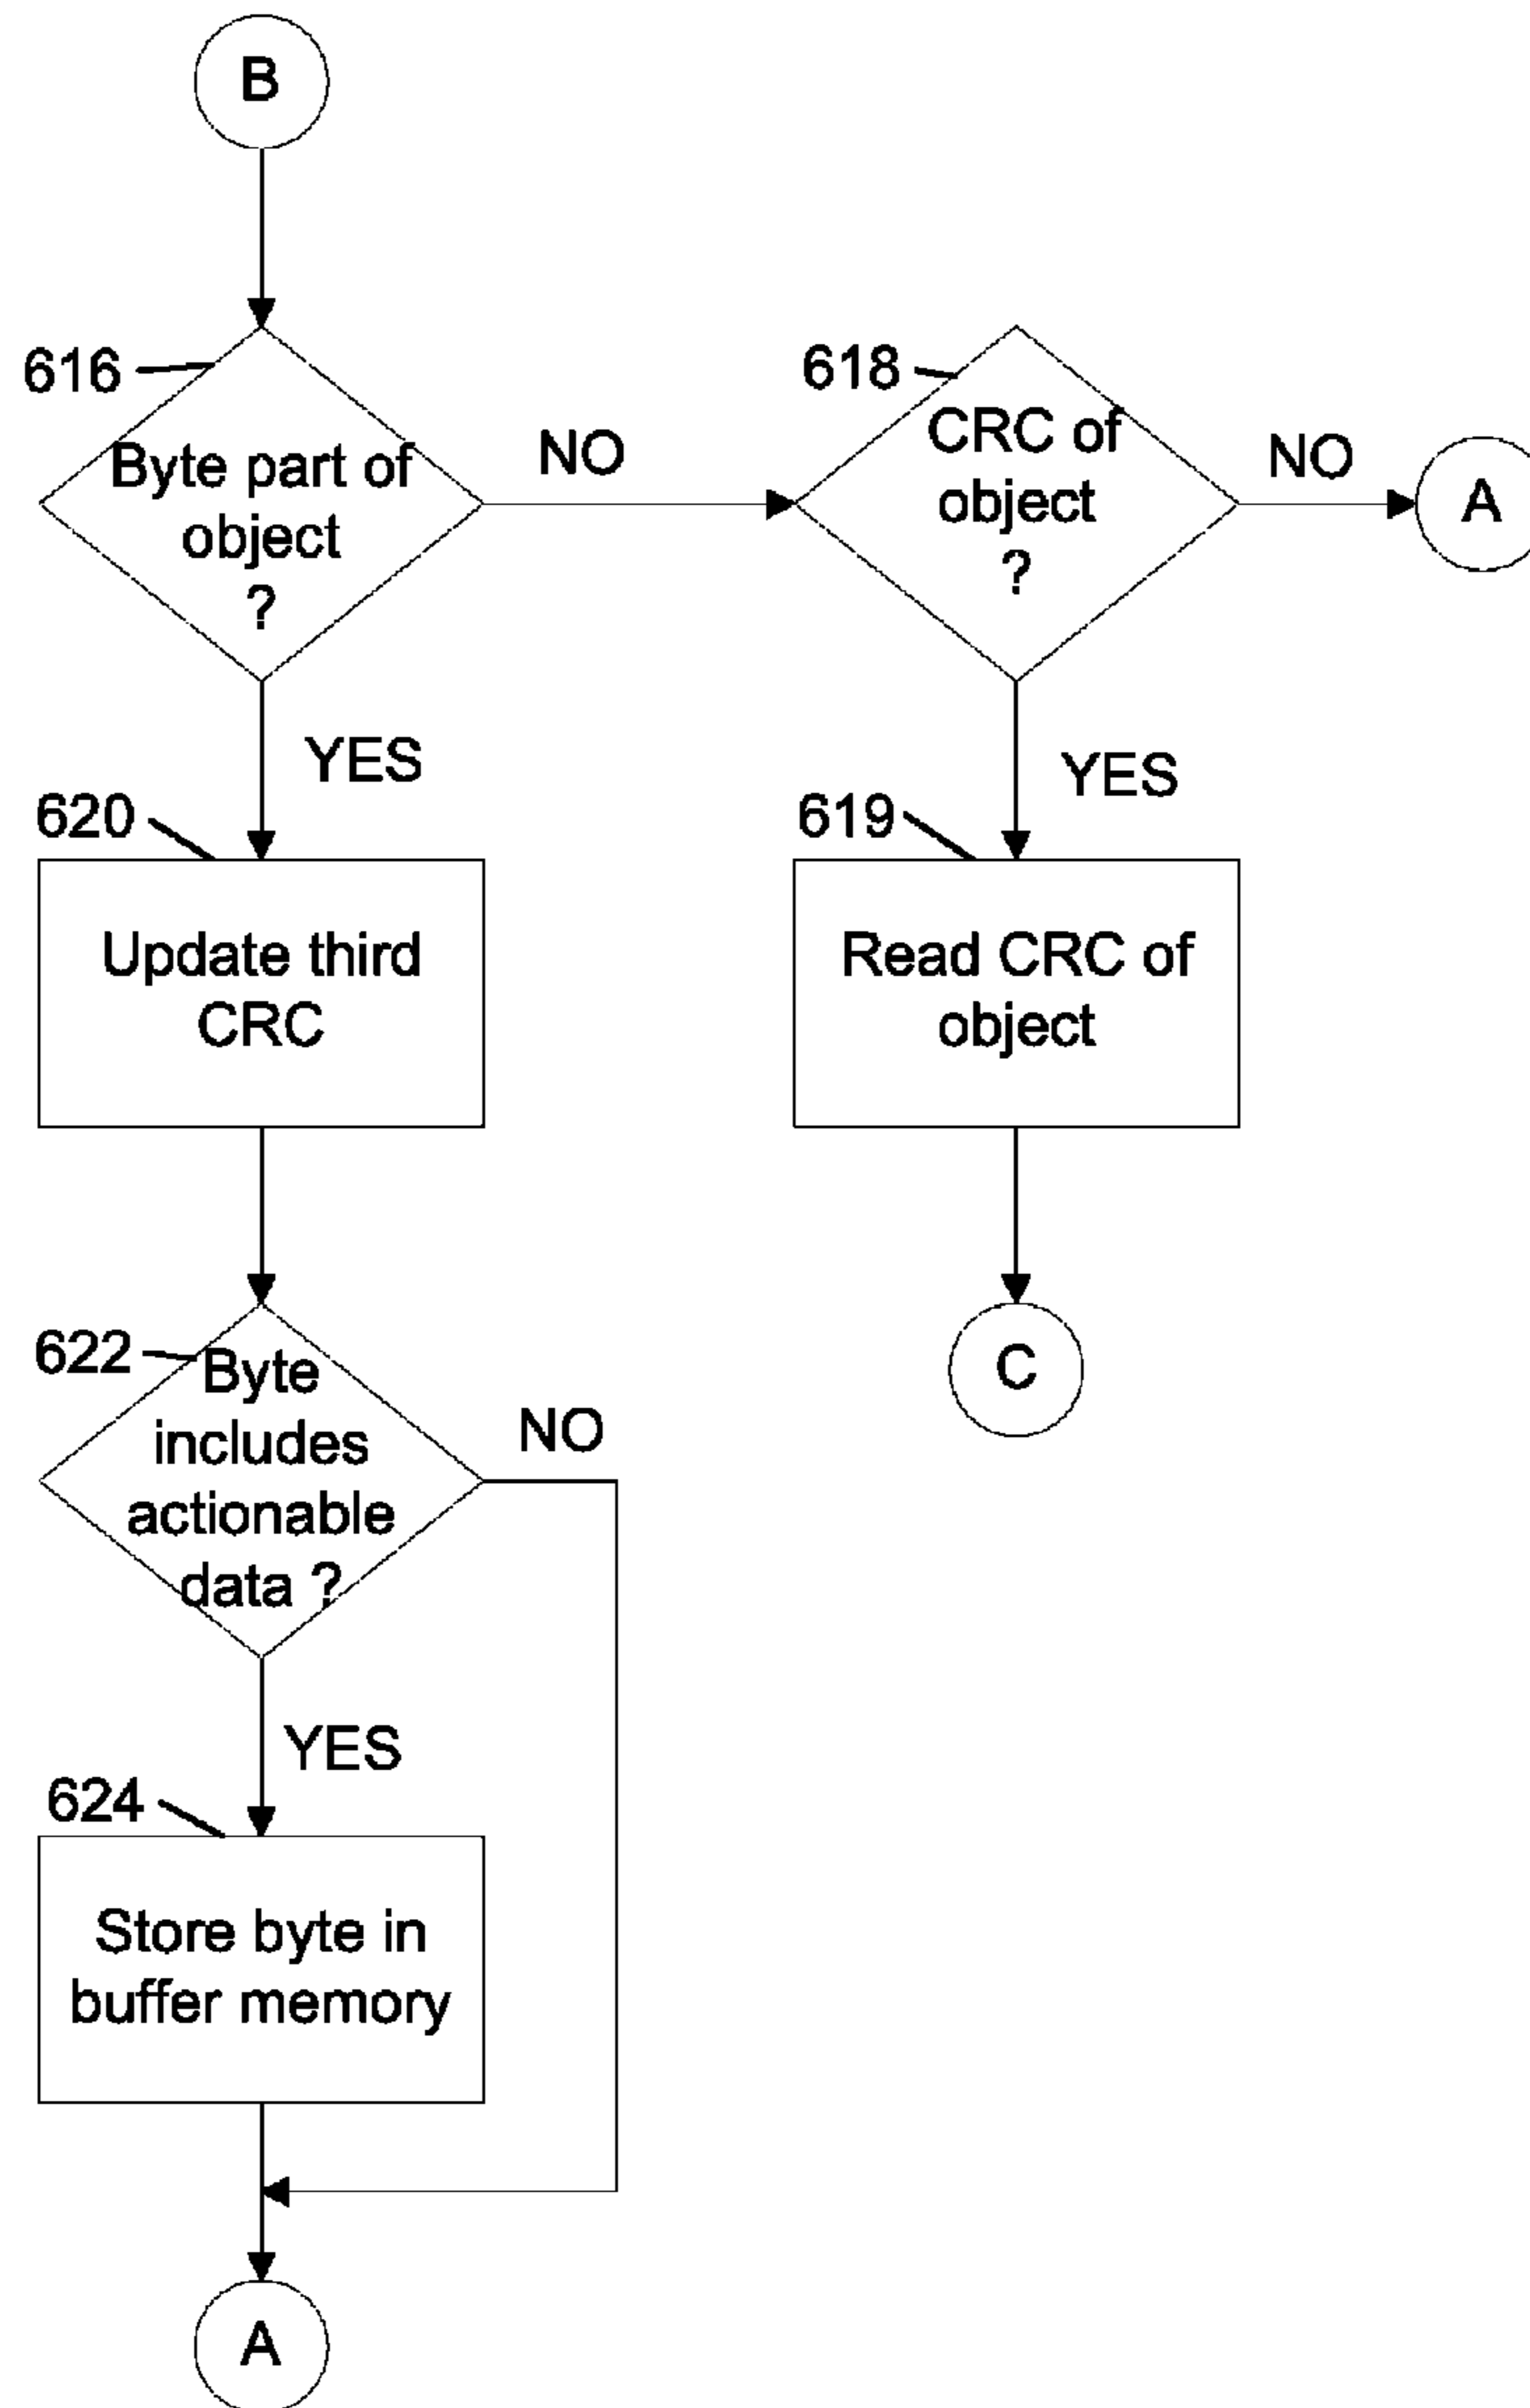 B
616
Byte part of
object
?
NO
618
CRC of
object
?
NO
A
YES
YES
620
Update third
CRC
619
Read CRC of
object
622
Byte
includes
actionable
data ?
NO
C
YES
624
Store byte in
buffer memory
A